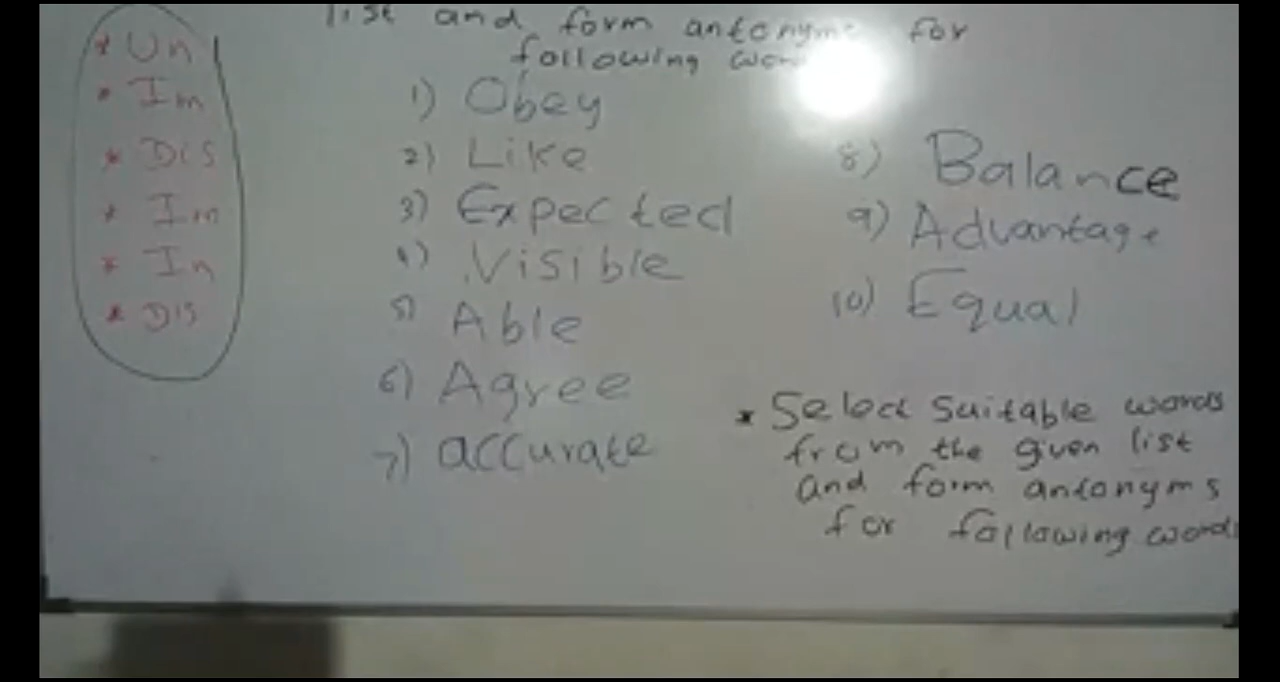 list and form antonyms for
following
* Un
* Im
* Dis
* Im
* In
* Dis
1) Obey
2) Like
3) Expected
4) Visible
5) Able
6) Agree
7) accurate
8) Balance
9) Advantage
10) Equal
* Select suitable words
from the given list
and form antonyms
for following words